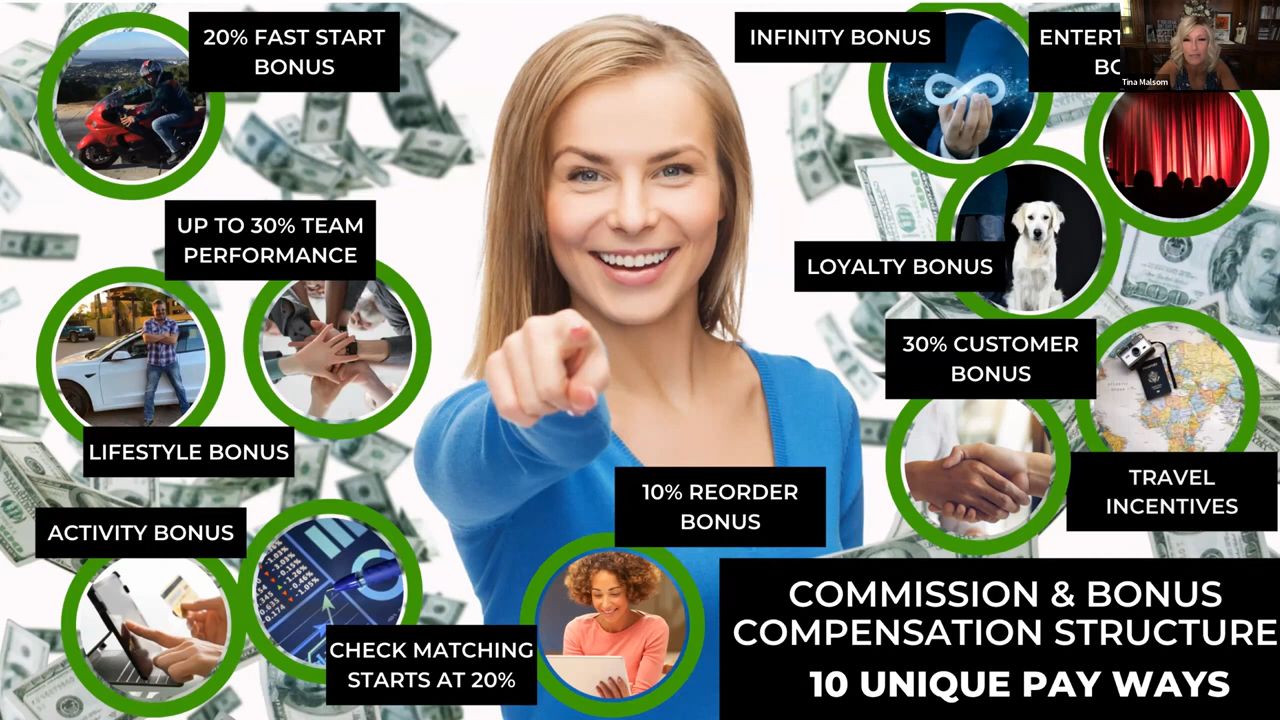 20% FAST START
BONUS
INFINITY BONUS
Tina Malsom
UP TO 30% TEAM
PERFORMANCE
LOYALTY BONUS
30% CUSTOMER
BONUS
LIFESTYLE BONUS
10% REORDER
BONUS
TRAVEL
INCENTIVES
ACTIVITY BONUS
CHECK MATCHING
STARTS AT 20%
COMMISSION & BONUS
COMPENSATION STRUCTURE
10 UNIQUE PAY WAYS